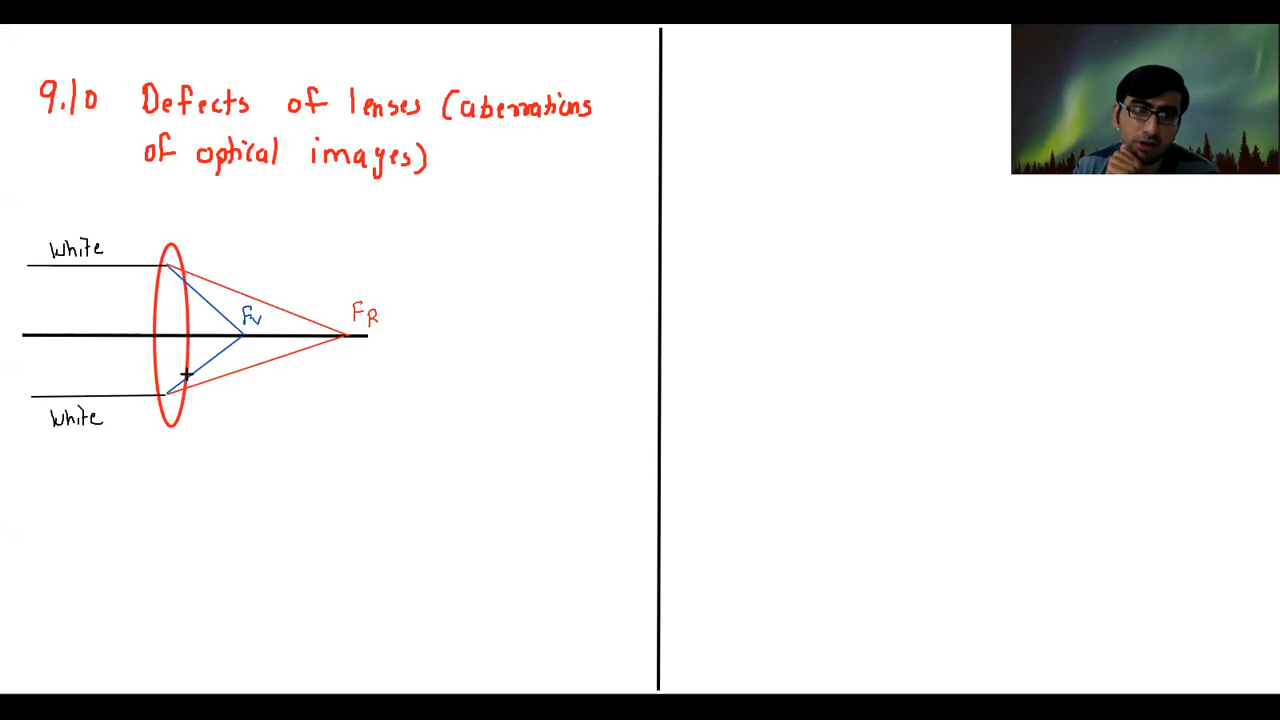 9.10 Defects of lenses (aberrations
of optical images)
White
Fv
FR
White